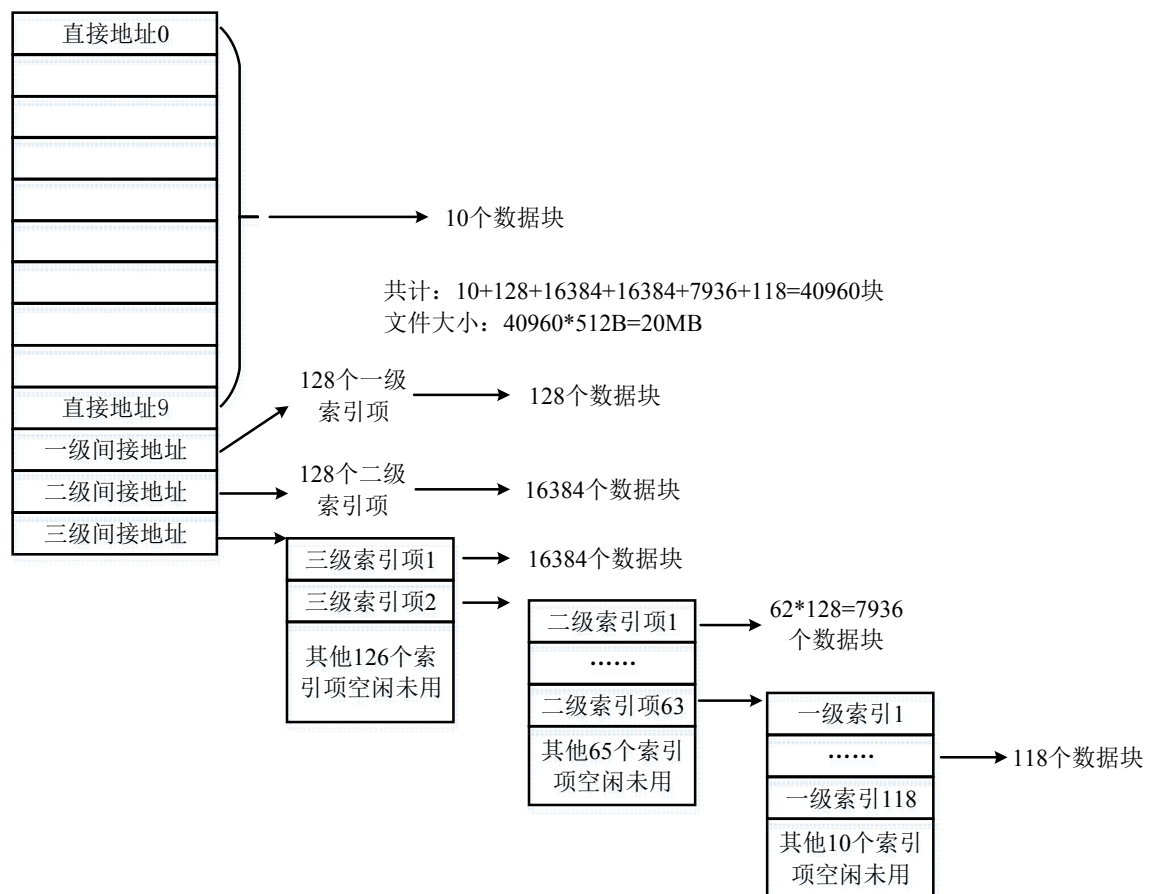 直接地址0
10个数据块
共计：10+128+16384+16384+7936+118=40960块
文件大小：40960*512B=20MB
直接地址9
一级间接地址
二级间接地址
三级间接地址
128个一级
索引项
128个数据块
128个二级
索引项
16384个数据块
三级索引项1
三级索引项2
其他126个索
引项空闲未用
16384个数据块
二级索引项1
……
二级索引项63
其他65个索引
项空闲未用
62*128=7936
个数据块
一级索引1
……
一级索引118
其他10个索引
项空闲未用
118个数据块